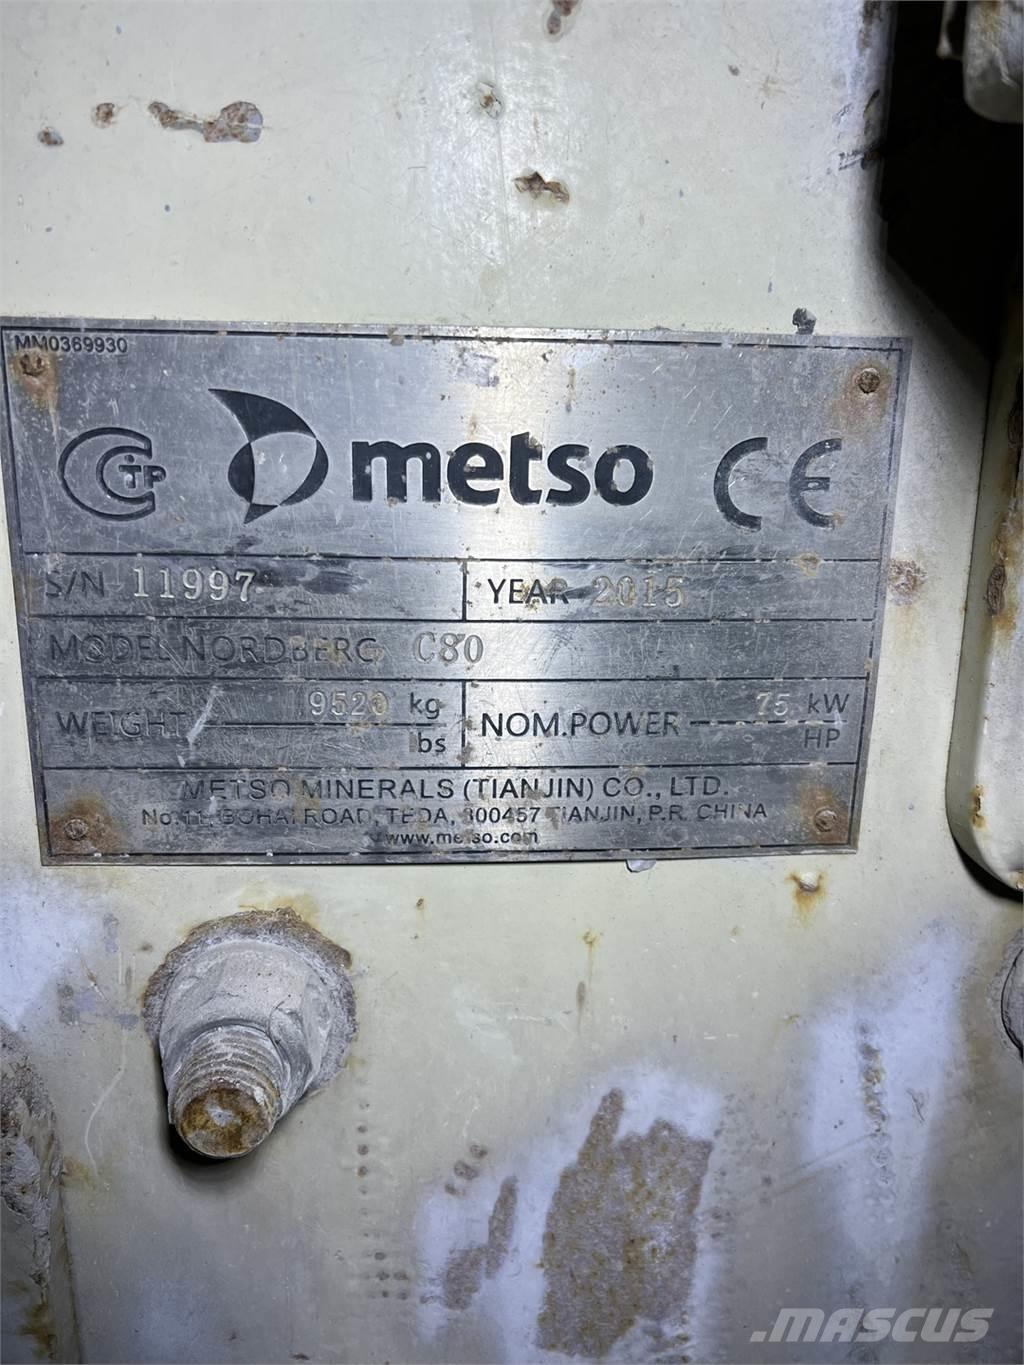 MM0369930
CTP metso CE
S/N 11997 YEAR 2015
MODEL NORDBERG C80
WEIGHT 9520 kg NOM.POWER 75 kW
lbs HP
METSO MINERALS (TIANJIN) CO., LTD.
No.11, BOHAI ROAD, TEDA, 300457 TIANJIN, P.R. CHINA
www.metso.com
.MASCUS